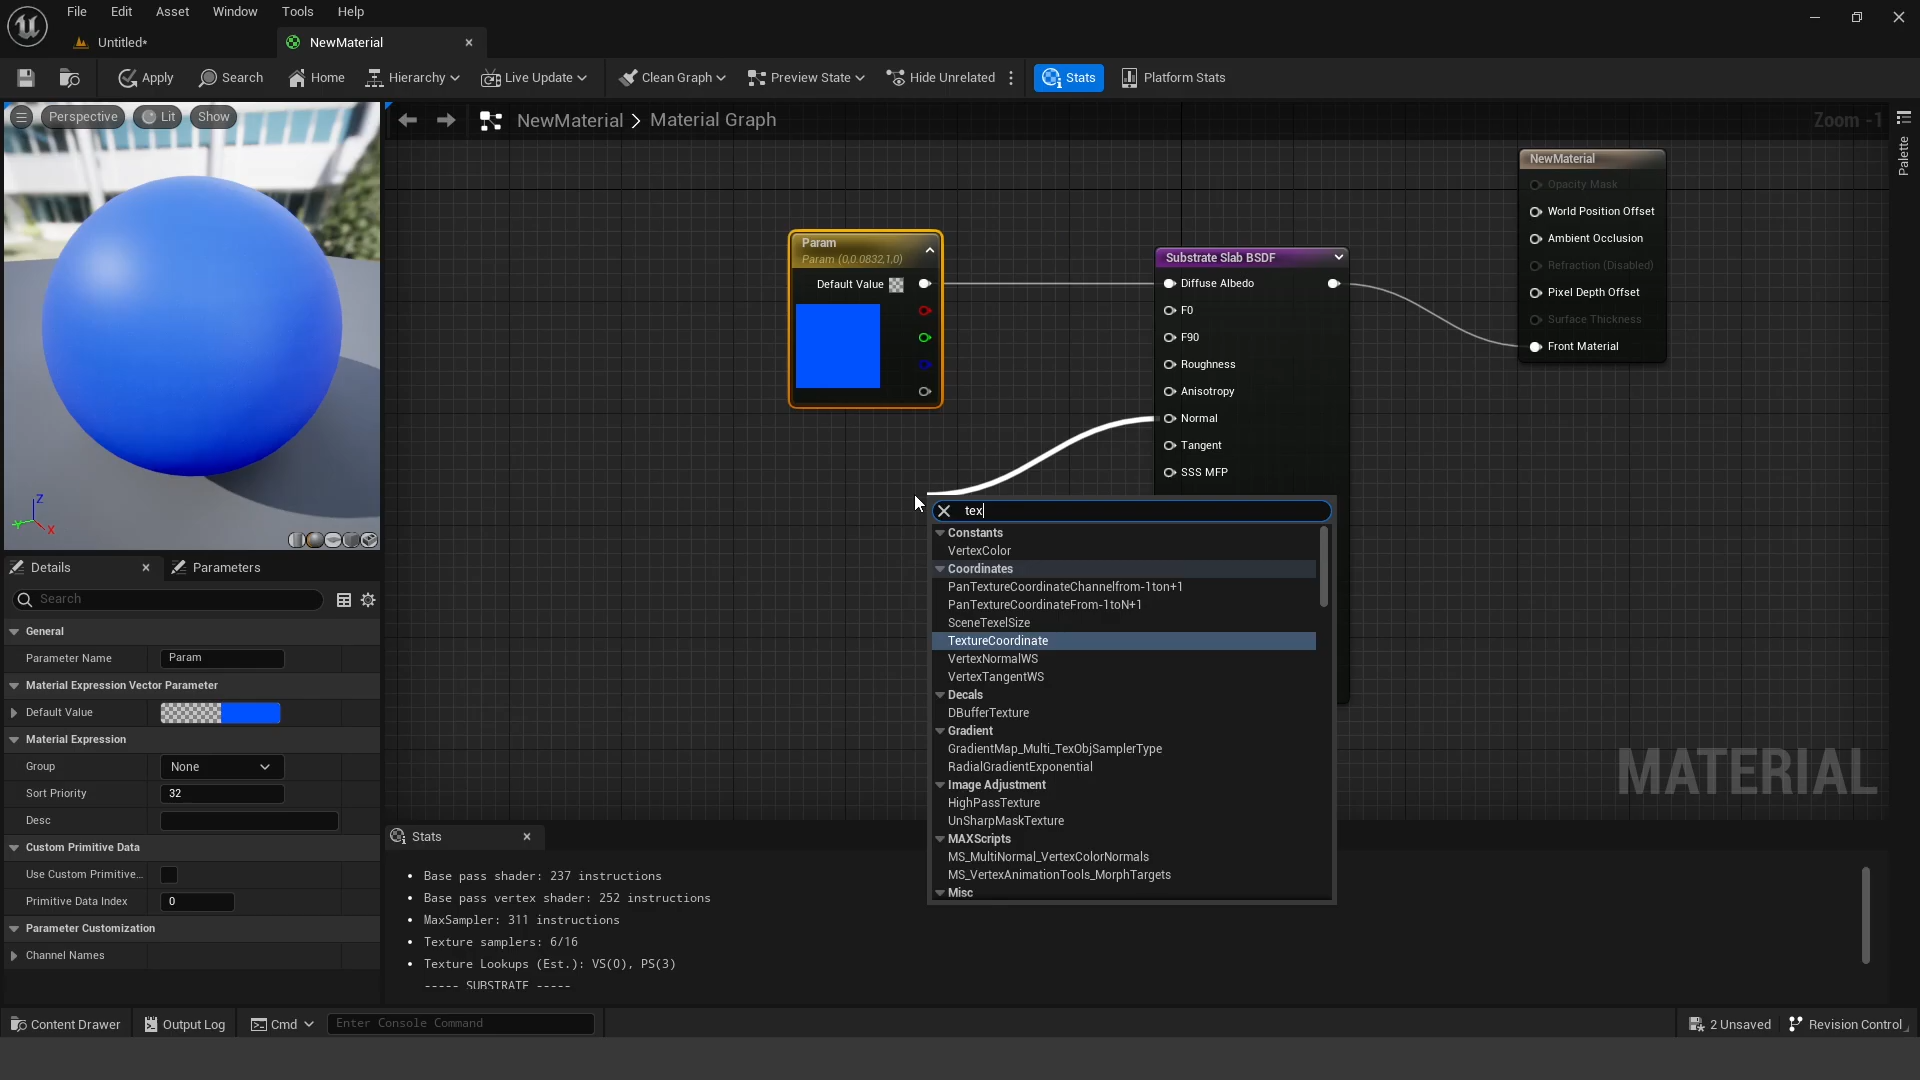 File Edit Asset Window Tools Help
Untitled*
NewMaterial
Apply Search Home Hierarchy Live Update Clean Graph Preview State Hide Unrelated Stats Platform Stats
Perspective Lit Show
NewMaterial > Material Graph
Zoom -1
Palette
NewMaterial
Opacity Mask
World Position Offset
Ambient Occlusion
Refraction (Disabled)
Pixel Depth Offset
Surface Thickness
Front Material
Param
Param (0,0.0832,1,0)
Default Value
Substrate Slab BSDF
Diffuse Albedo
F0
F90
Roughness
Anisotropy
Normal
Tangent
SSS MFP
tex
Constants
VertexColor
Coordinates
PanTextureCoordinateChannelfrom-1ton+1
PanTextureCoordinateFrom-1toN+1
SceneTexelSize
TextureCoordinate
VertexNormalWS
VertexTangentWS
Decals
DBufferTexture
Gradient
GradientMap_Multi_TexObjSamplerType
RadialGradientExponential
Image Adjustment
HighPassTexture
UnSharpMaskTexture
MAXScripts
MS_MultiNormal_VertexColorNormals
MS_VertexAnimationTools_MorphTargets
Misc
MATERIAL
Z
Y
X
Details
Parameters
Search
General
Parameter Name Param
Material Expression Vector Parameter
Default Value
Material Expression
Group None
Sort Priority 32
Desc
Custom Primitive Data
Use Custom Primitive...
Primitive Data Index 0
Parameter Customization
Channel Names
Stats
• Base pass shader: 237 instructions
• Base pass vertex shader: 252 instructions
• MaxSampler: 311 instructions
• Texture samplers: 6/16
• Texture Lookups (Est.): VS(0), PS(3)
----- SUBSTRATE -----
Content Drawer Output Log Cmd Enter Console Command 2 Unsaved Revision Control